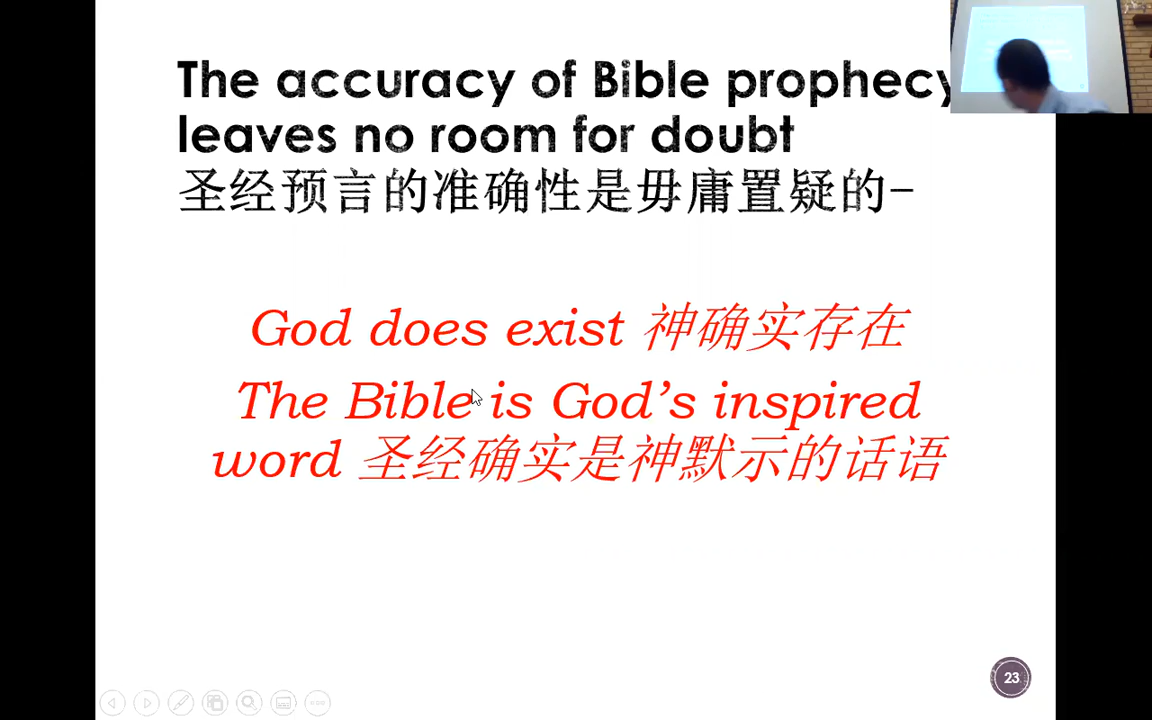 The accuracy of Bible prophecy
leaves no room for doubt
圣经预言的准确性是毋庸置疑的-
God does exist 神确实存在
The Bible is God's inspired
word 圣经确实是神默示的话语
23